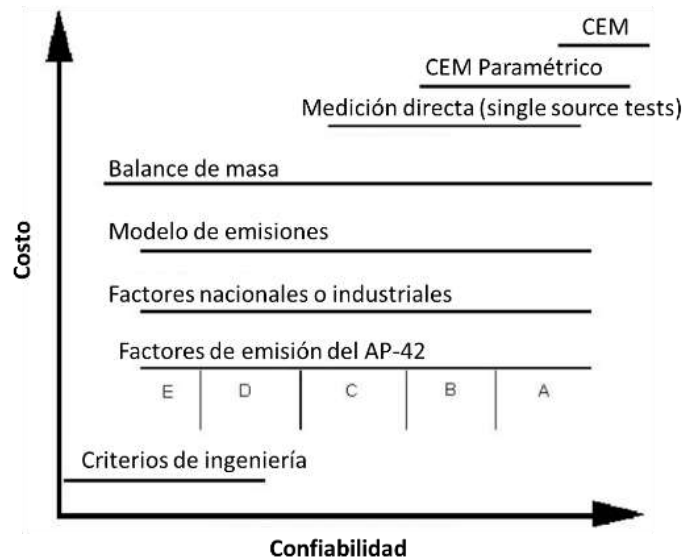 CEM
CEM Paramétrico
Medición directa (single source tests)
Balance de masa
Modelo de emisiones
Factores nacionales o industriales
Factores de emisión del AP-42
E D C B A
Criterios de ingeniería
Costo
Confiabilidad